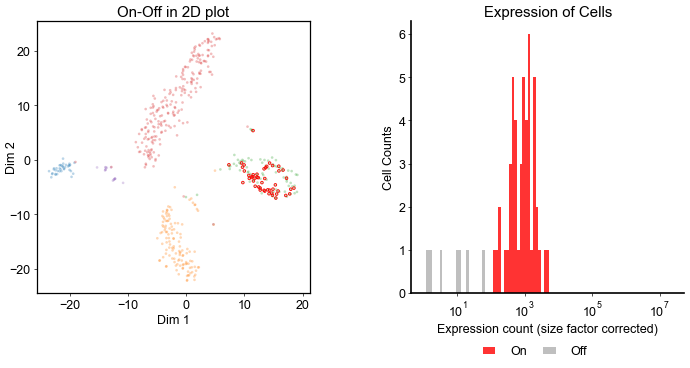 On-Off in 2D plot
Dim 2
20
10
0
−10
−20
−20 −10 0 10 20
Dim 1
Expression of Cells
Cell Counts
6
5
4
3
2
1
0
10^1 10^3 10^5 10^7
Expression count (size factor corrected)
On Off